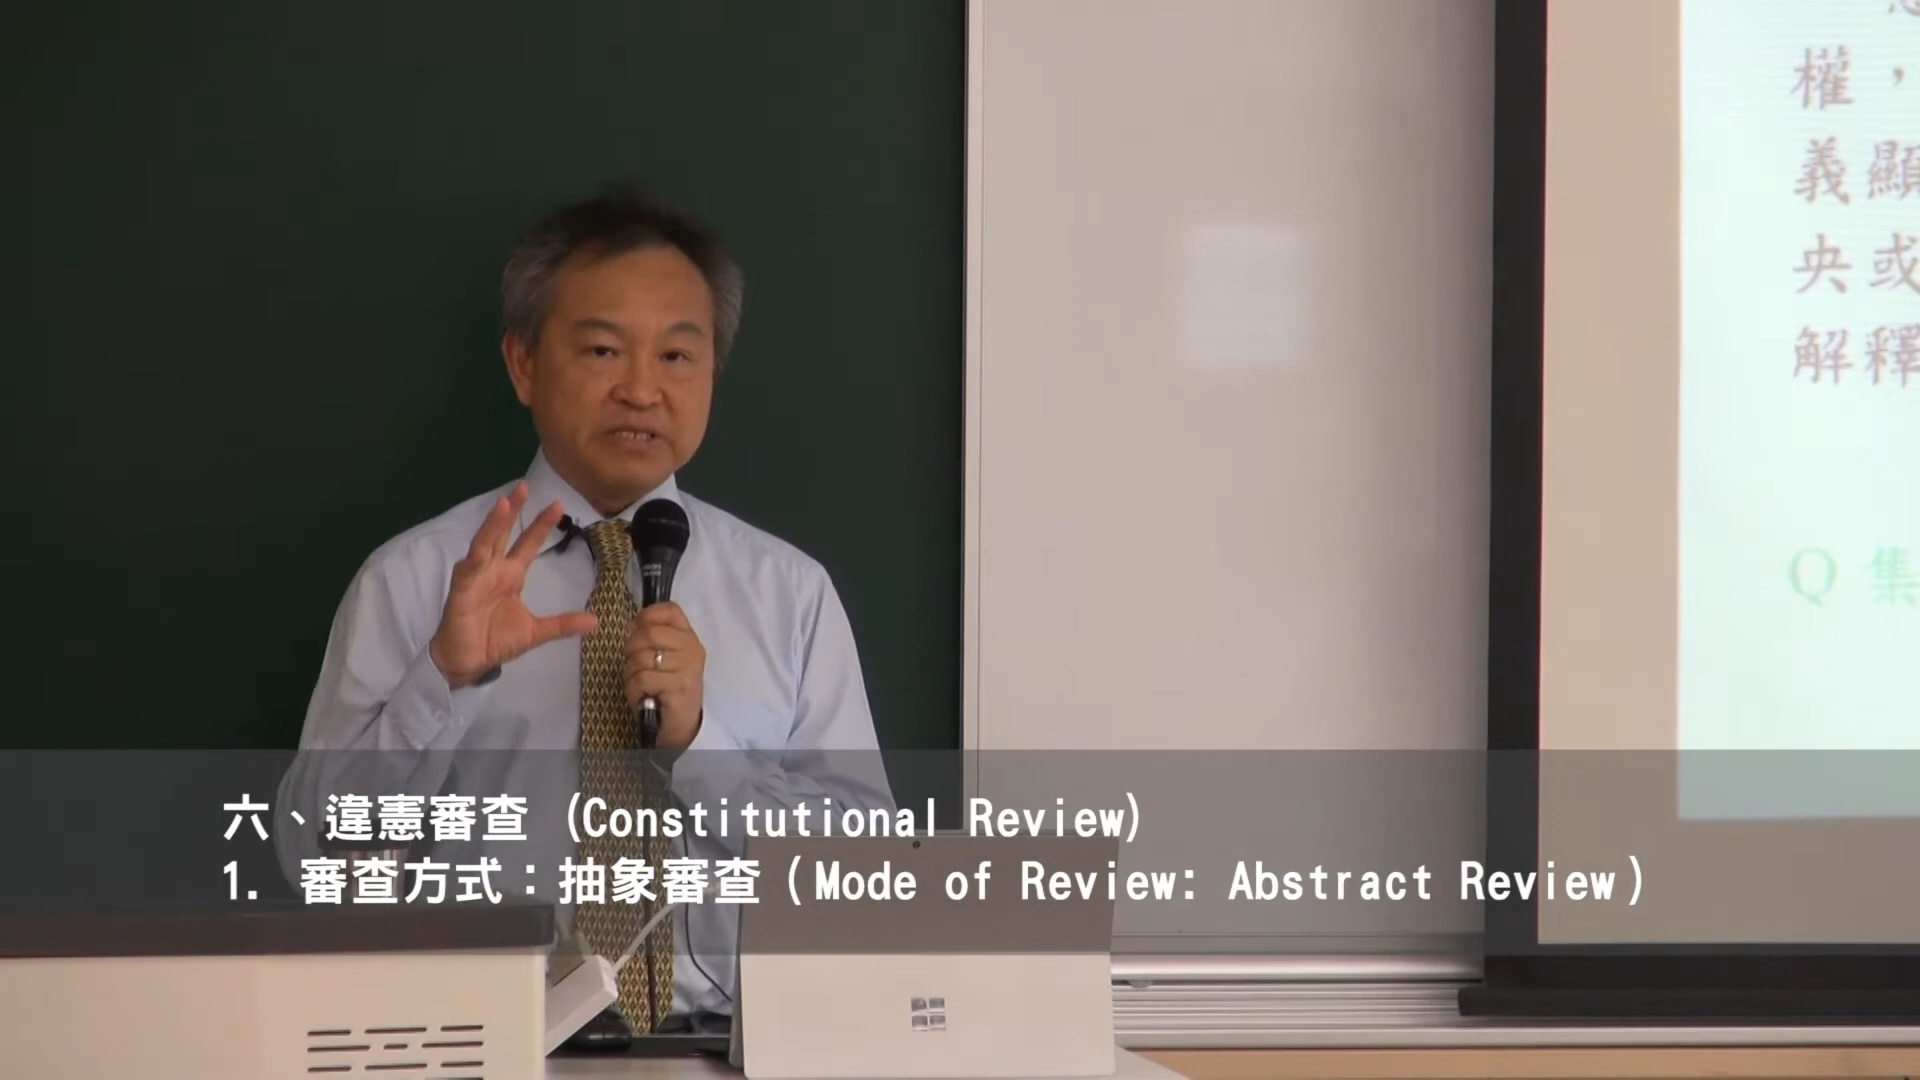 權，
義顯
央或
解釋
Q 集
六、違憲審查 (Constitutional Review)
1. 審查方式：抽象審查（Mode of Review: Abstract Review）